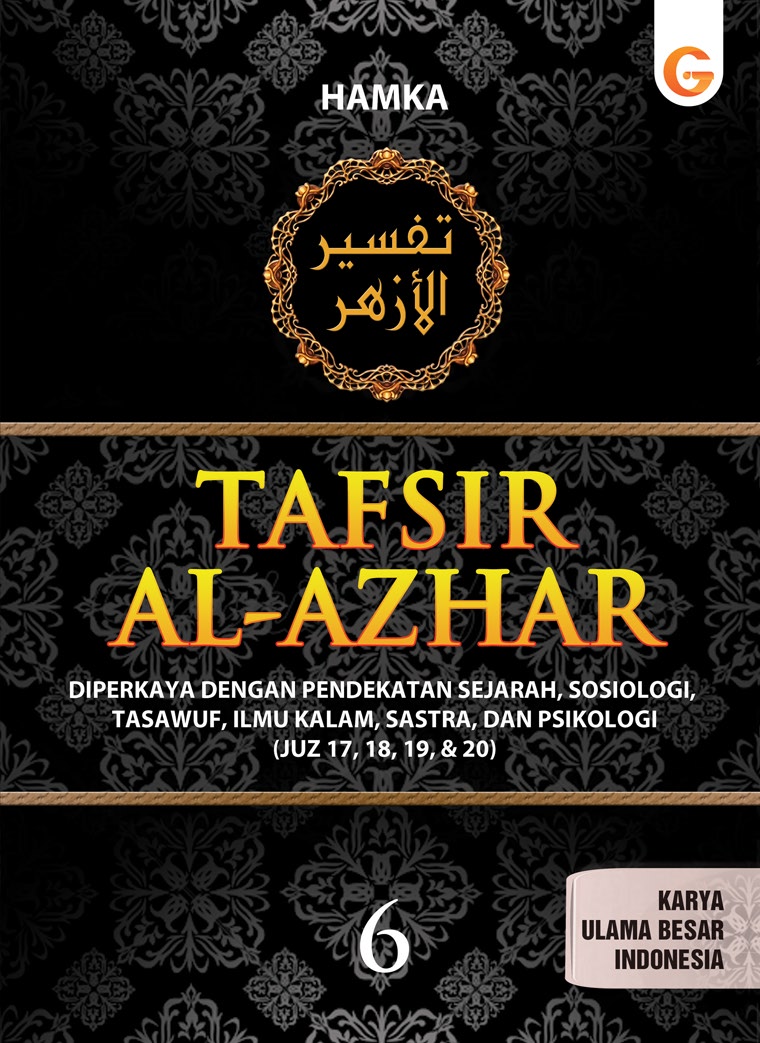 HAMKA
تفسير
الأزهر
TAFSIR
AL-AZHAR
DIPERKAYA DENGAN PENDEKATAN SEJARAH, SOSIOLOGI,
TASAWUF, ILMU KALAM, SASTRA, DAN PSIKOLOGI
(JUZ 17, 18, 19, & 20)
6
KARYA
ULAMA BESAR
INDONESIA